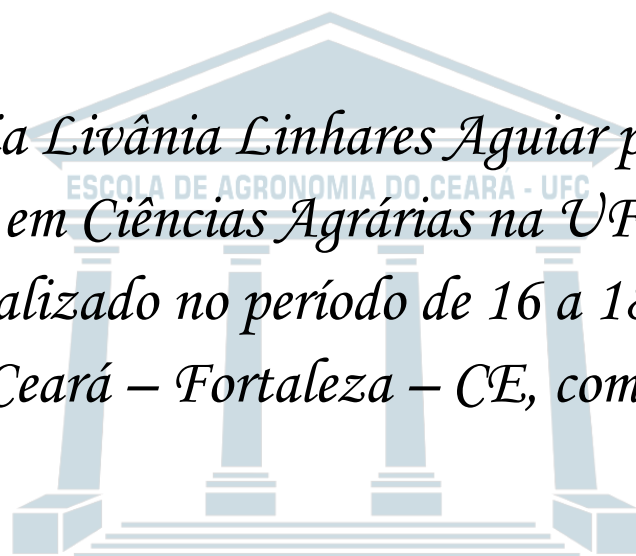 ia Livânia Linhares Aguiar p
ESCOLA DE AGRONOMIA DO CEARÁ - UFC
em Ciências Agrárias na UF
alizado no período de 16 a 18
Ceará – Fortaleza – CE, com